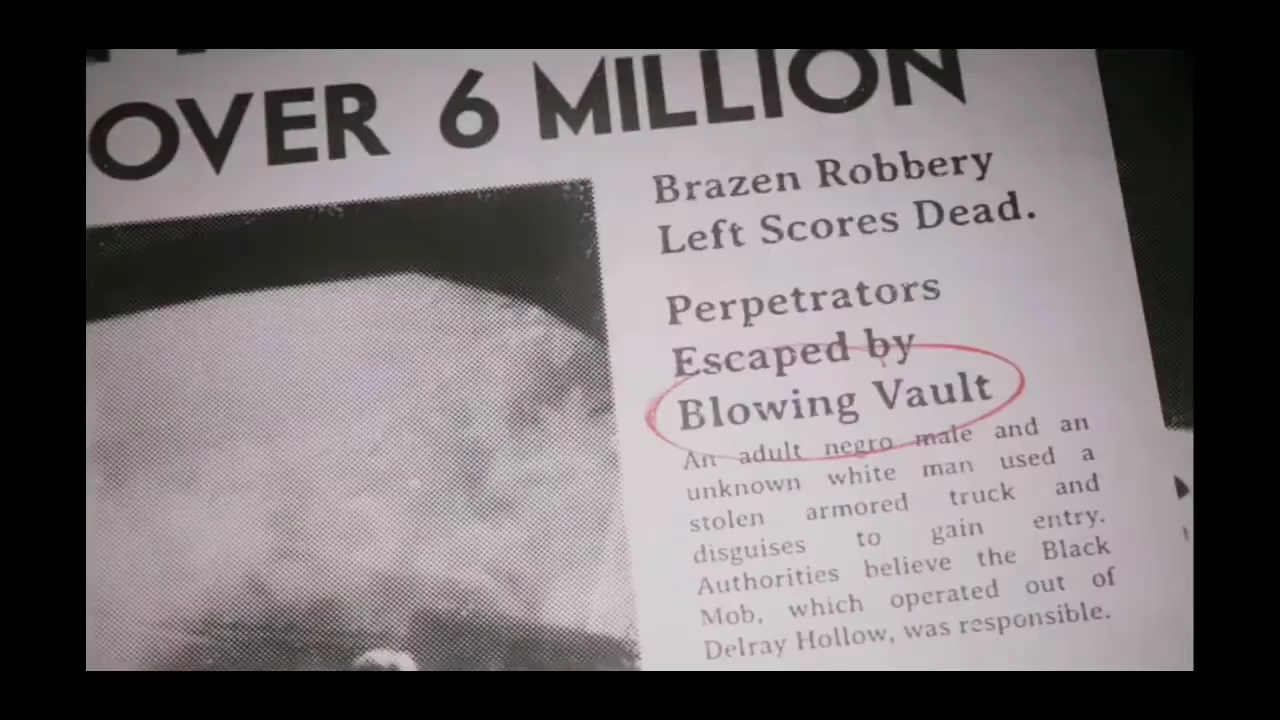 OVER 6 MILLION
Brazen Robbery
Left Scores Dead.
Perpetrators
Escaped by
Blowing Vault
An adult negro male and an
unknown white man used a
stolen armored truck and
disguises to gain entry.
Authorities believe the Black
Mob, which operated out of
Delray Hollow, was responsible.